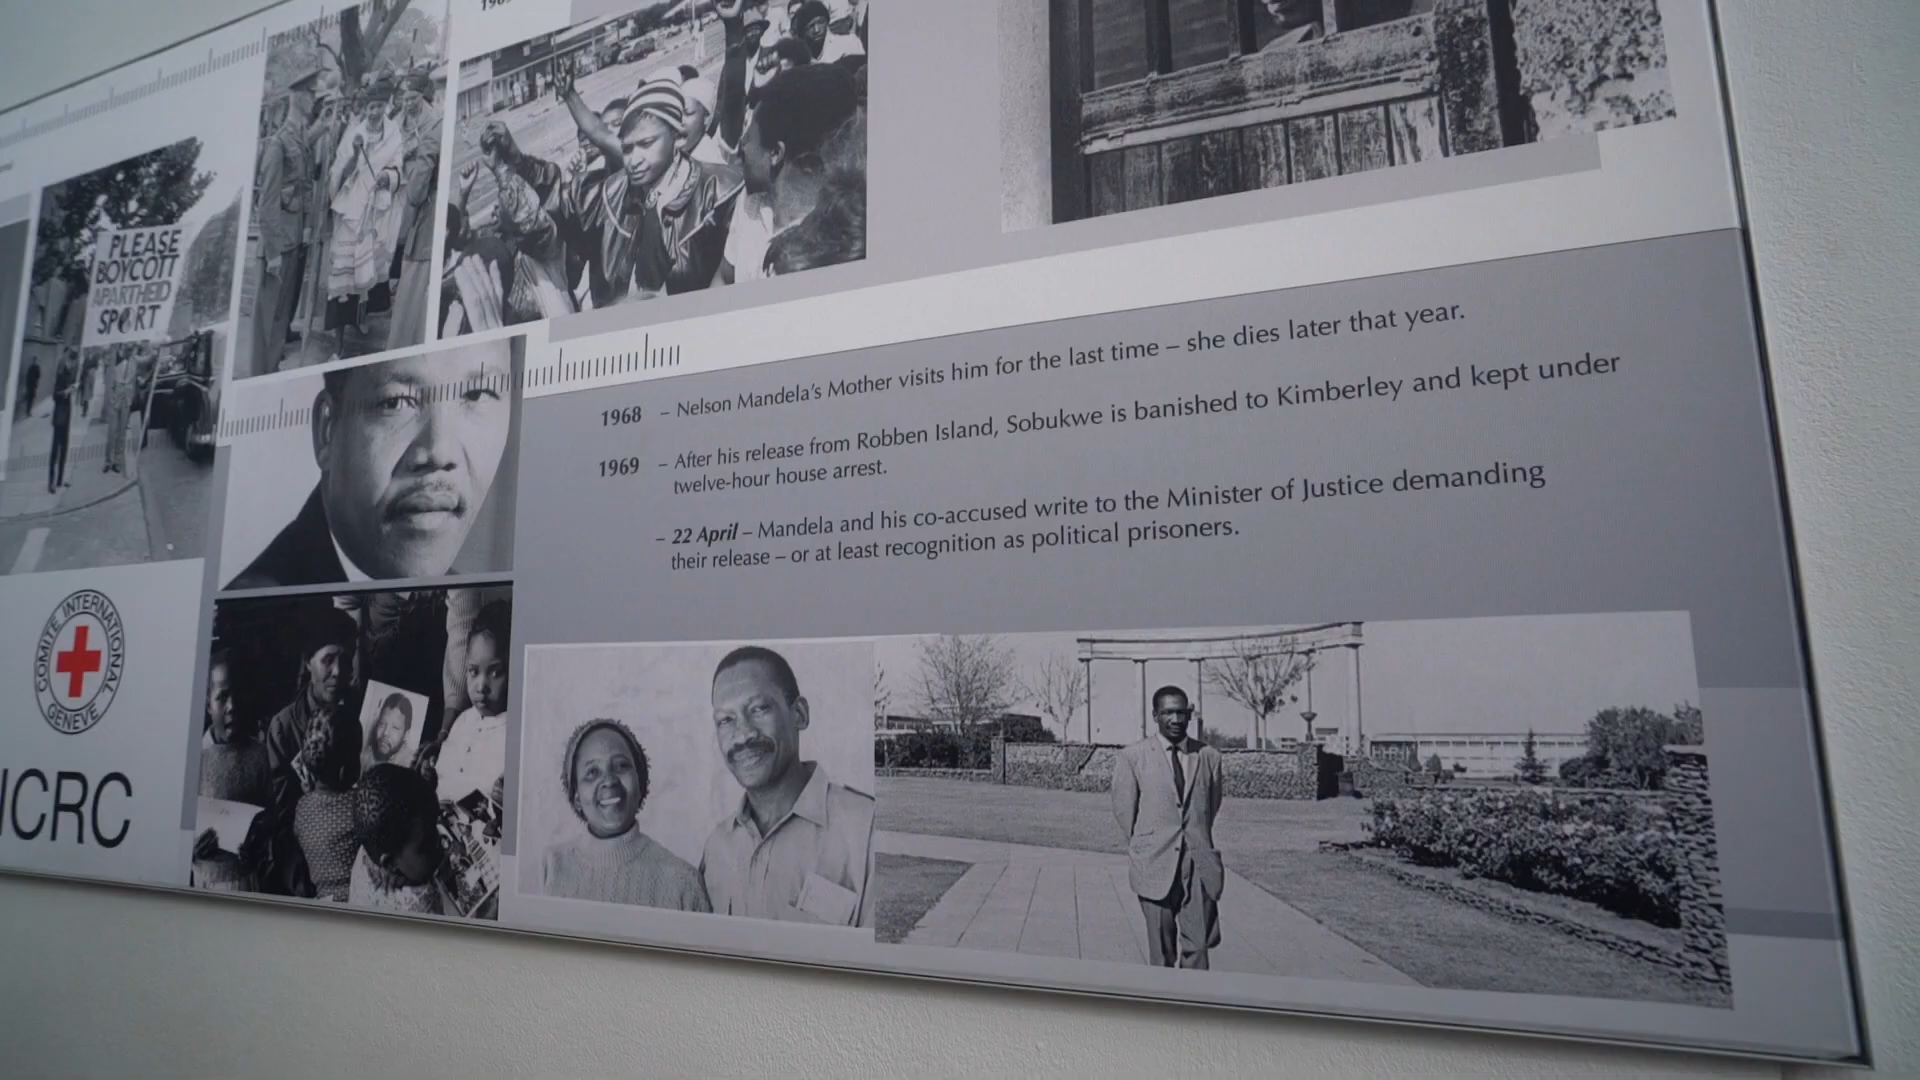 PLEASE
BOYCOTT
APARTHEID
SPORT
1968 – Nelson Mandela's Mother visits him for the last time – she dies later that year.
1969 – After his release from Robben Island, Sobukwe is banished to Kimberley and kept under
twelve-hour house arrest.
– 22 April – Mandela and his co-accused write to the Minister of Justice demanding
their release – or at least recognition as political prisoners.
COMITE INTERNATIONAL
GENEVE
ICRC